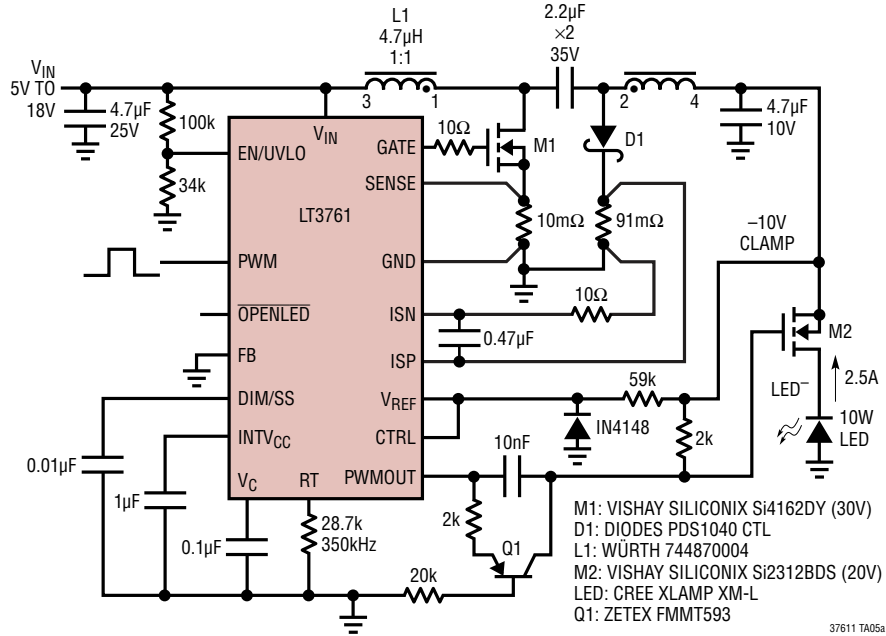 L1
4.7µH
1:1
2.2µF
×2
35V
VIN
5V TO
18V
4.7µF
25V
100k
34k
3
1
2
4
4.7µF
10V
VIN
EN/UVLO
LT3761
PWM
OPENLED
FB
DIM/SS
INTVCC
VC
RT
GATE
SENSE
GND
ISN
ISP
VREF
CTRL
PWMOUT
10Ω
M1
D1
10mΩ
91mΩ
–10V
CLAMP
10Ω
0.47µF
M2
LED–
2.5A
10W
LED
59k
IN4148
2k
10nF
2k
Q1
0.01µF
1µF
0.1µF
28.7k
350kHz
20k
M1: VISHAY SILICONIX Si4162DY (30V)
D1: DIODES PDS1040 CTL
L1: WÜRTH 744870004
M2: VISHAY SILICONIX Si2312BDS (20V)
LED: CREE XLAMP XM-L
Q1: ZETEX FMMT593
37611 TA05a